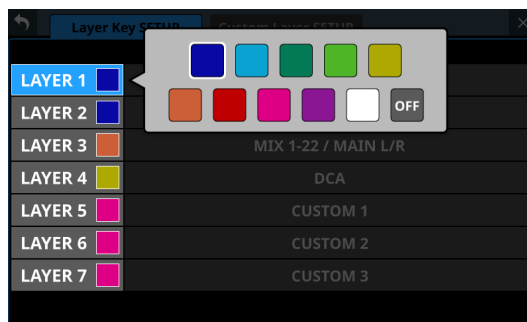 Layer Key SETUP
Custom Layer SETUP
LAYER 1
OFF
LAYER 2
LAYER 3
MIX 1-22 / MAIN L/R
LAYER 4
DCA
LAYER 5
CUSTOM 1
LAYER 6
CUSTOM 2
LAYER 7
CUSTOM 3